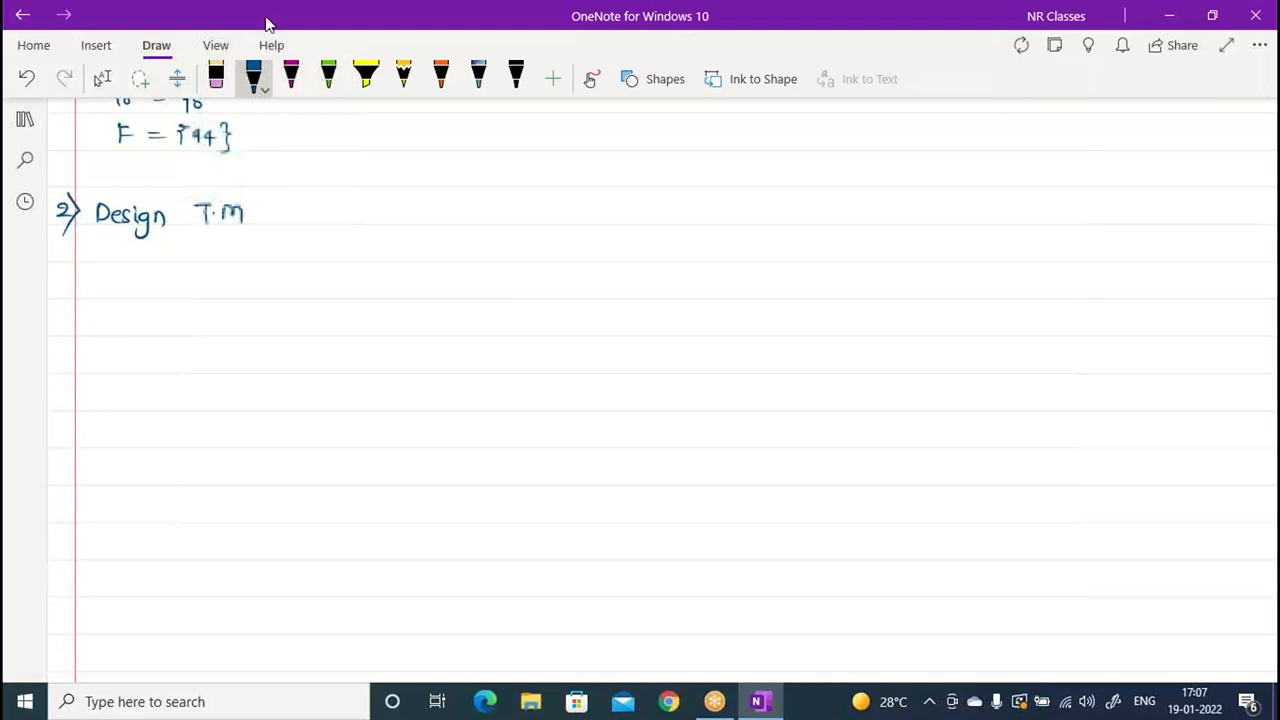 OneNote for Windows 10
NR Classes
Home Insert Draw View Help
Share
Shapes Ink to Shape Ink to Text
F = {q4}
2) Design T.M
Type here to search
28°C
ENG
17:07
19-01-2022
6